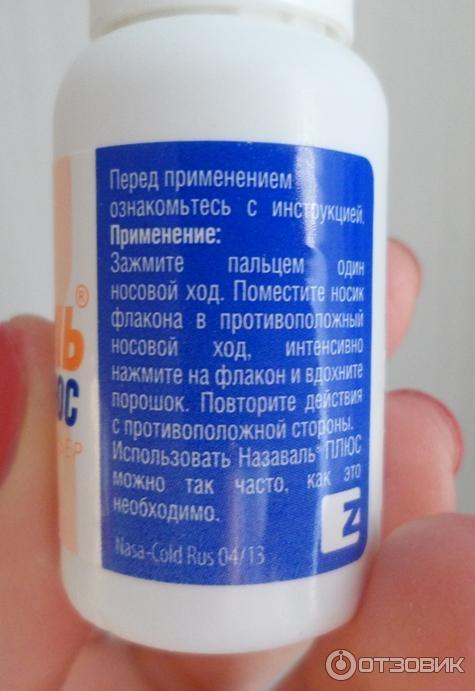 Перед применением
ознакомьтесь с инструкцией.
Применение:
Зажмите пальцем один
носовой ход. Поместите носик
флакона в противоположный
носовой ход, интенсивно
нажмите на флакон и вдохните
порошок. Повторите действия
с противоположной стороны.
Использовать Назаваль® ПЛЮС
можно так часто, как это
необходимо.
Nasa-Cold Rus 04/13
Z
ль®
юс
ОТЗОВИК